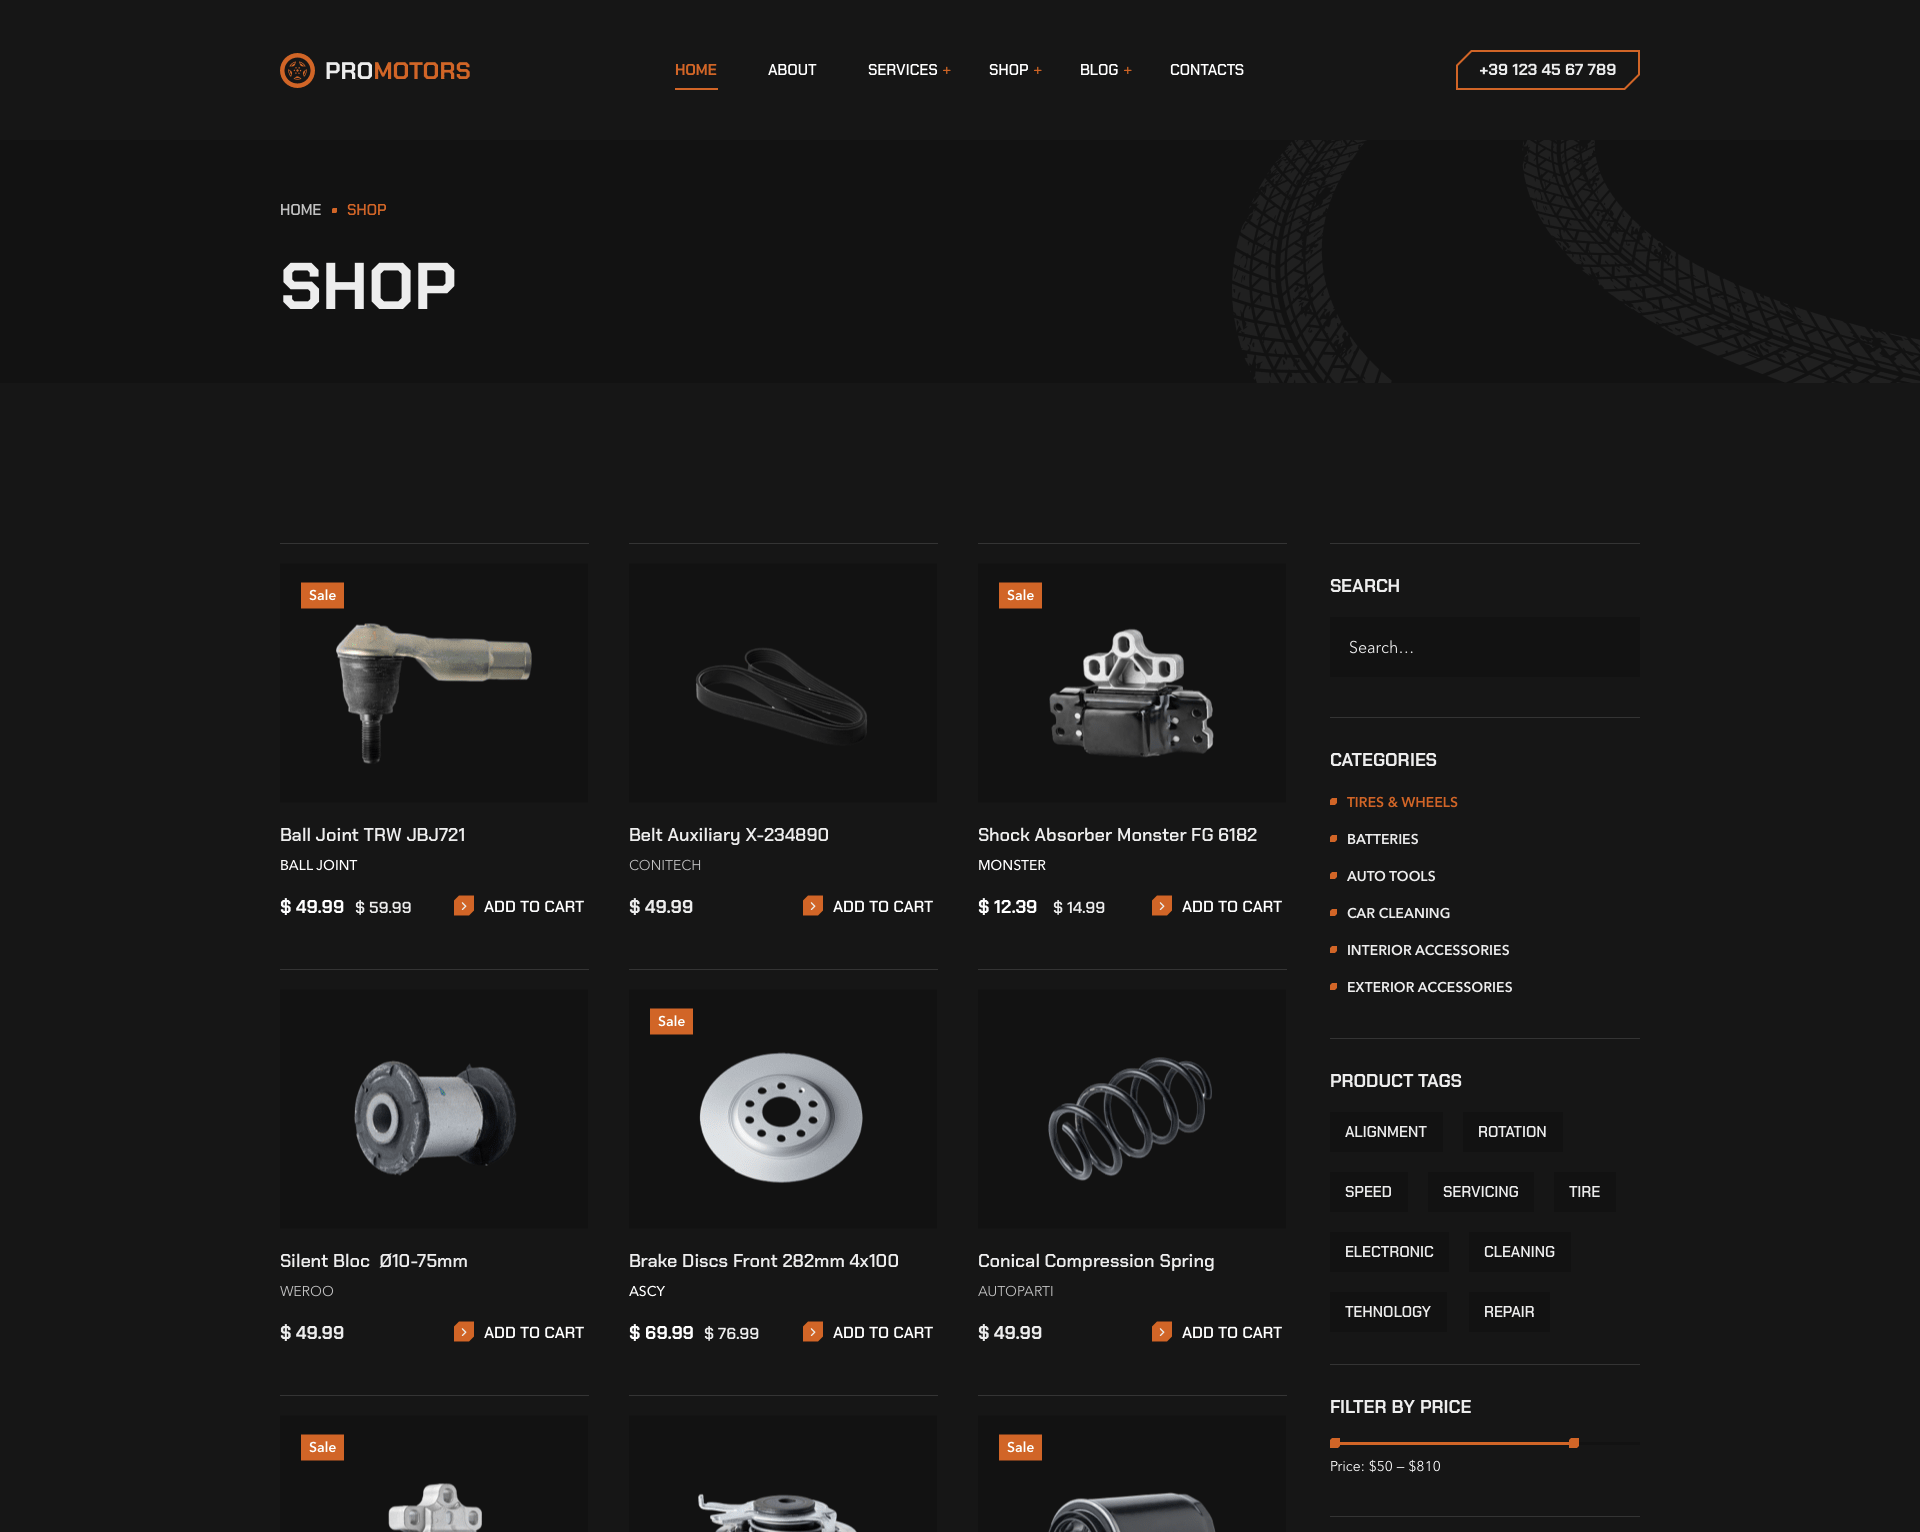 PROMOTORS
HOME ABOUT SERVICES + SHOP + BLOG + CONTACTS
+39 123 45 67 789
HOME SHOP
SHOP
Sale
Ball Joint TRW JBJ721
BALL JOINT
$ 49.99 $ 59.99 ADD TO CART
Belt Auxiliary X-234890
CONITECH
$ 49.99 ADD TO CART
Sale
Shock Absorber Monster FG 6182
MONSTER
$ 12.39 $ 14.99 ADD TO CART
Silent Bloc Ø10-75mm
WEROO
$ 49.99 ADD TO CART
Sale
Brake Discs Front 282mm 4x100
ASCY
$ 69.99 $ 76.99 ADD TO CART
Conical Compression Spring
AUTOPARTI
$ 49.99 ADD TO CART
Sale
Sale
SEARCH
Search...
CATEGORIES
TIRES & WHEELS
BATTERIES
AUTO TOOLS
CAR CLEANING
INTERIOR ACCESSORIES
EXTERIOR ACCESSORIES
PRODUCT TAGS
ALIGNMENT ROTATION
SPEED SERVICING TIRE
ELECTRONIC CLEANING
TEHNOLOGY REPAIR
FILTER BY PRICE
Price: $50 – $810